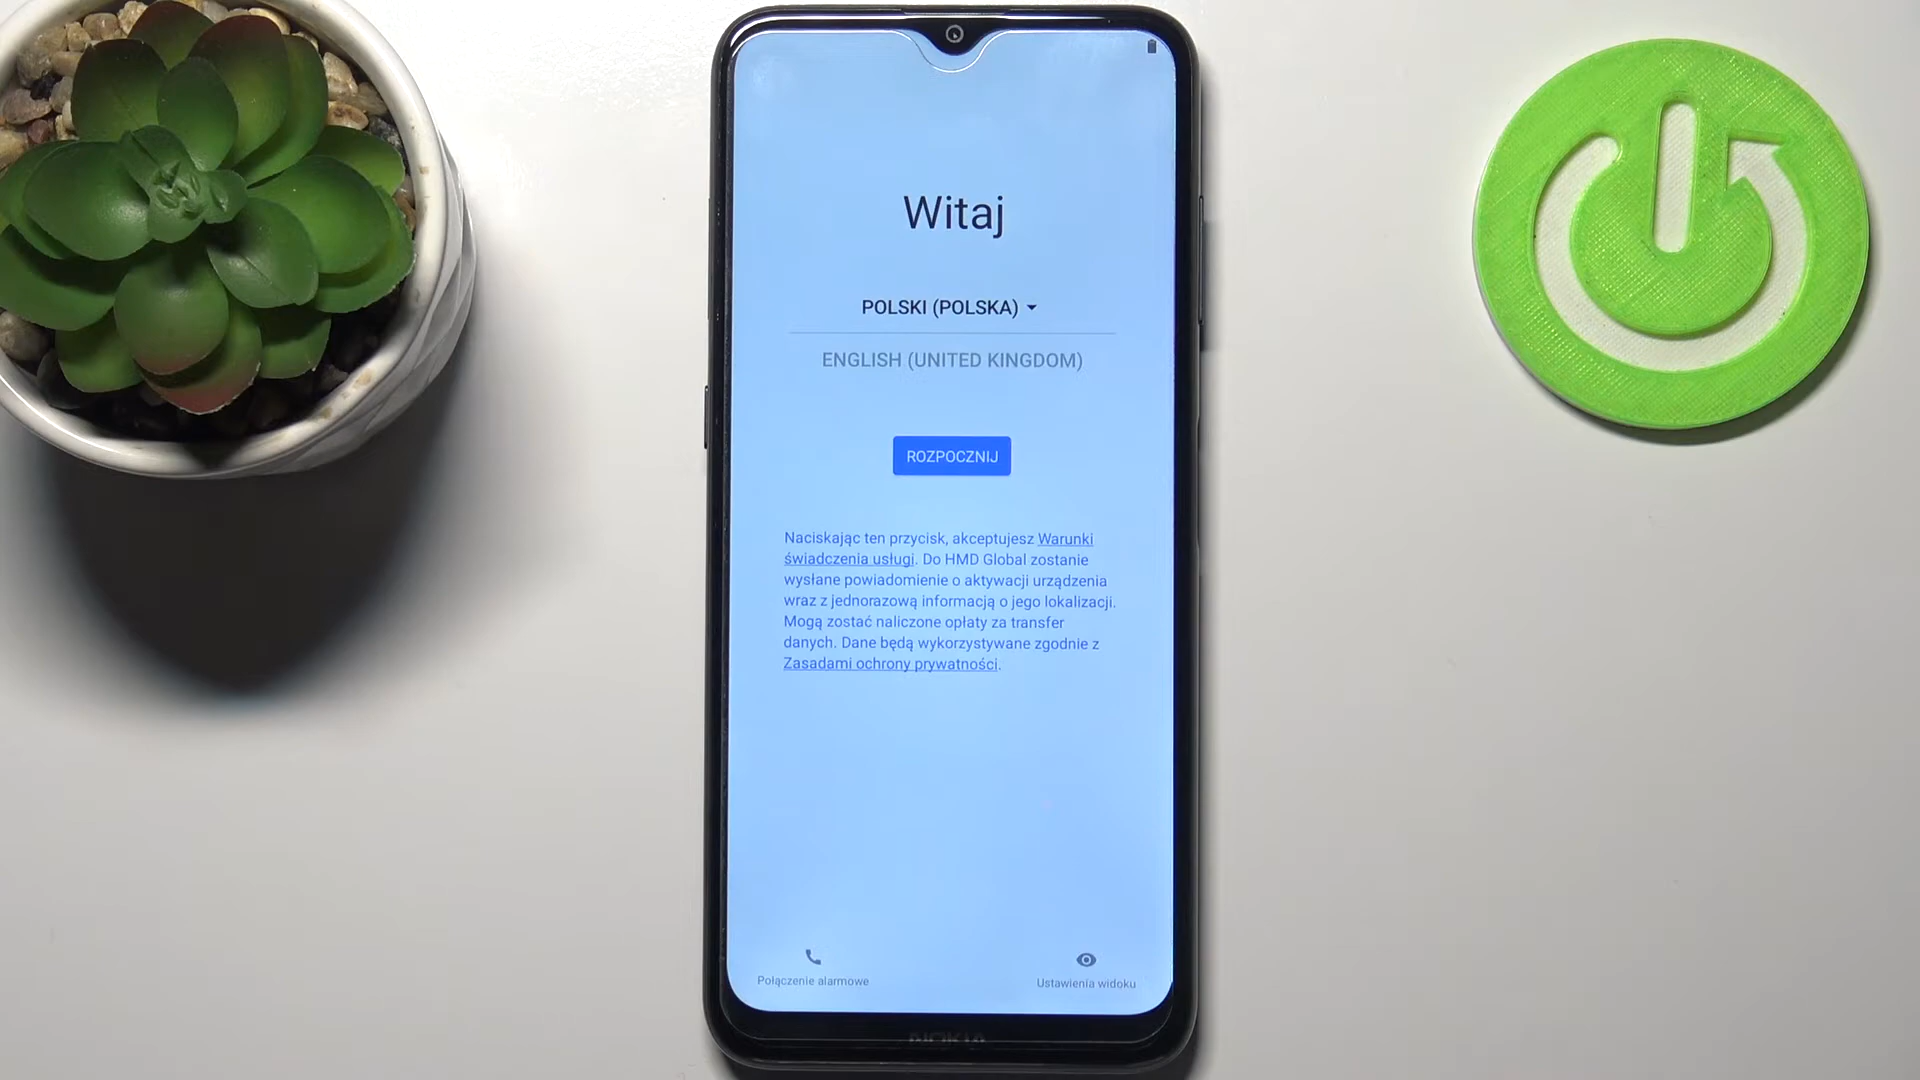 Witaj
POLSKI (POLSKA)
ENGLISH (UNITED KINGDOM)
ROZPOCZNIJ
Naciskając ten przycisk, akceptujesz Warunki
świadczenia usługi. Do HMD Global zostanie
wysłane powiadomienie o aktywacji urządzenia
wraz z jednorazową informacją o jego lokalizacji.
Mogą zostać naliczone opłaty za transfer
danych. Dane będą wykorzystywane zgodnie z
Zasadami ochrony prywatności.
Połączenie alarmowe
Ustawienia widoku
NOKIA